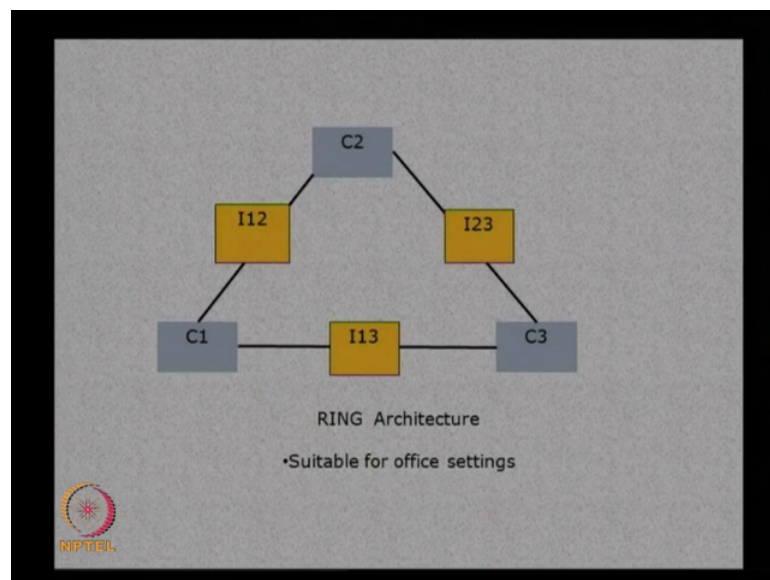 C2
I12
I23
C1
I13
C3
RING Architecture
•Suitable for office settings
NPTEL